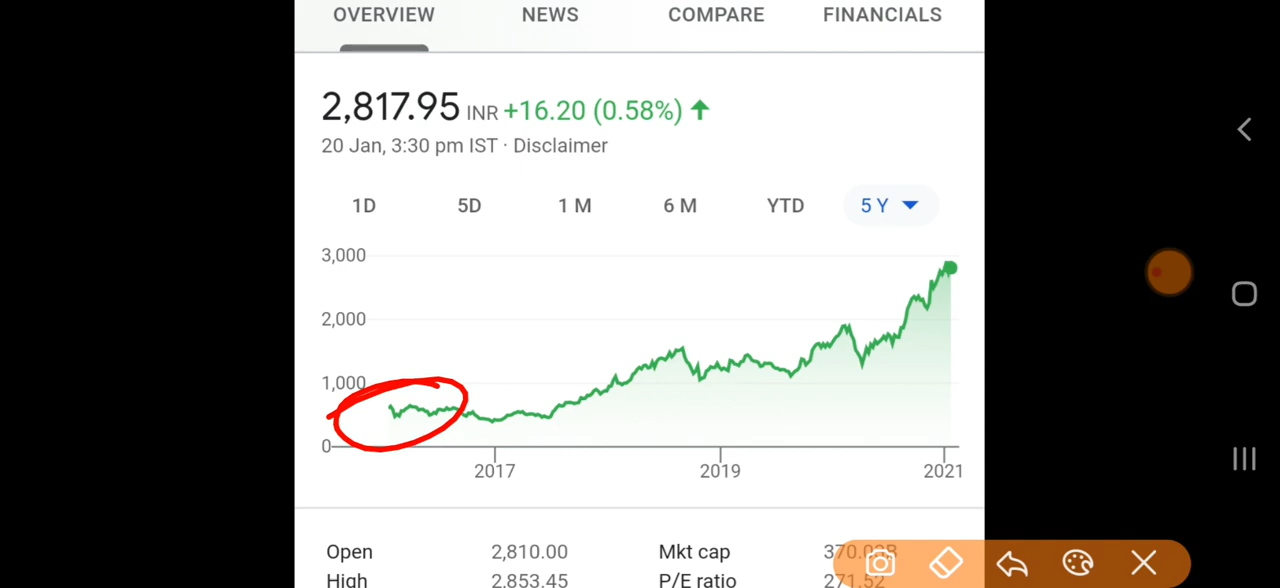 OVERVIEW NEWS COMPARE FINANCIALS
2,817.95 INR +16.20 (0.58%)
20 Jan, 3:30 pm IST · Disclaimer
1D 5D 1 M 6 M YTD 5 Y
3,000
2,000
1,000
0
2017 2019 2021
Open 2,810.00 Mkt cap
High 2,853.45 P/E ratio 271.52